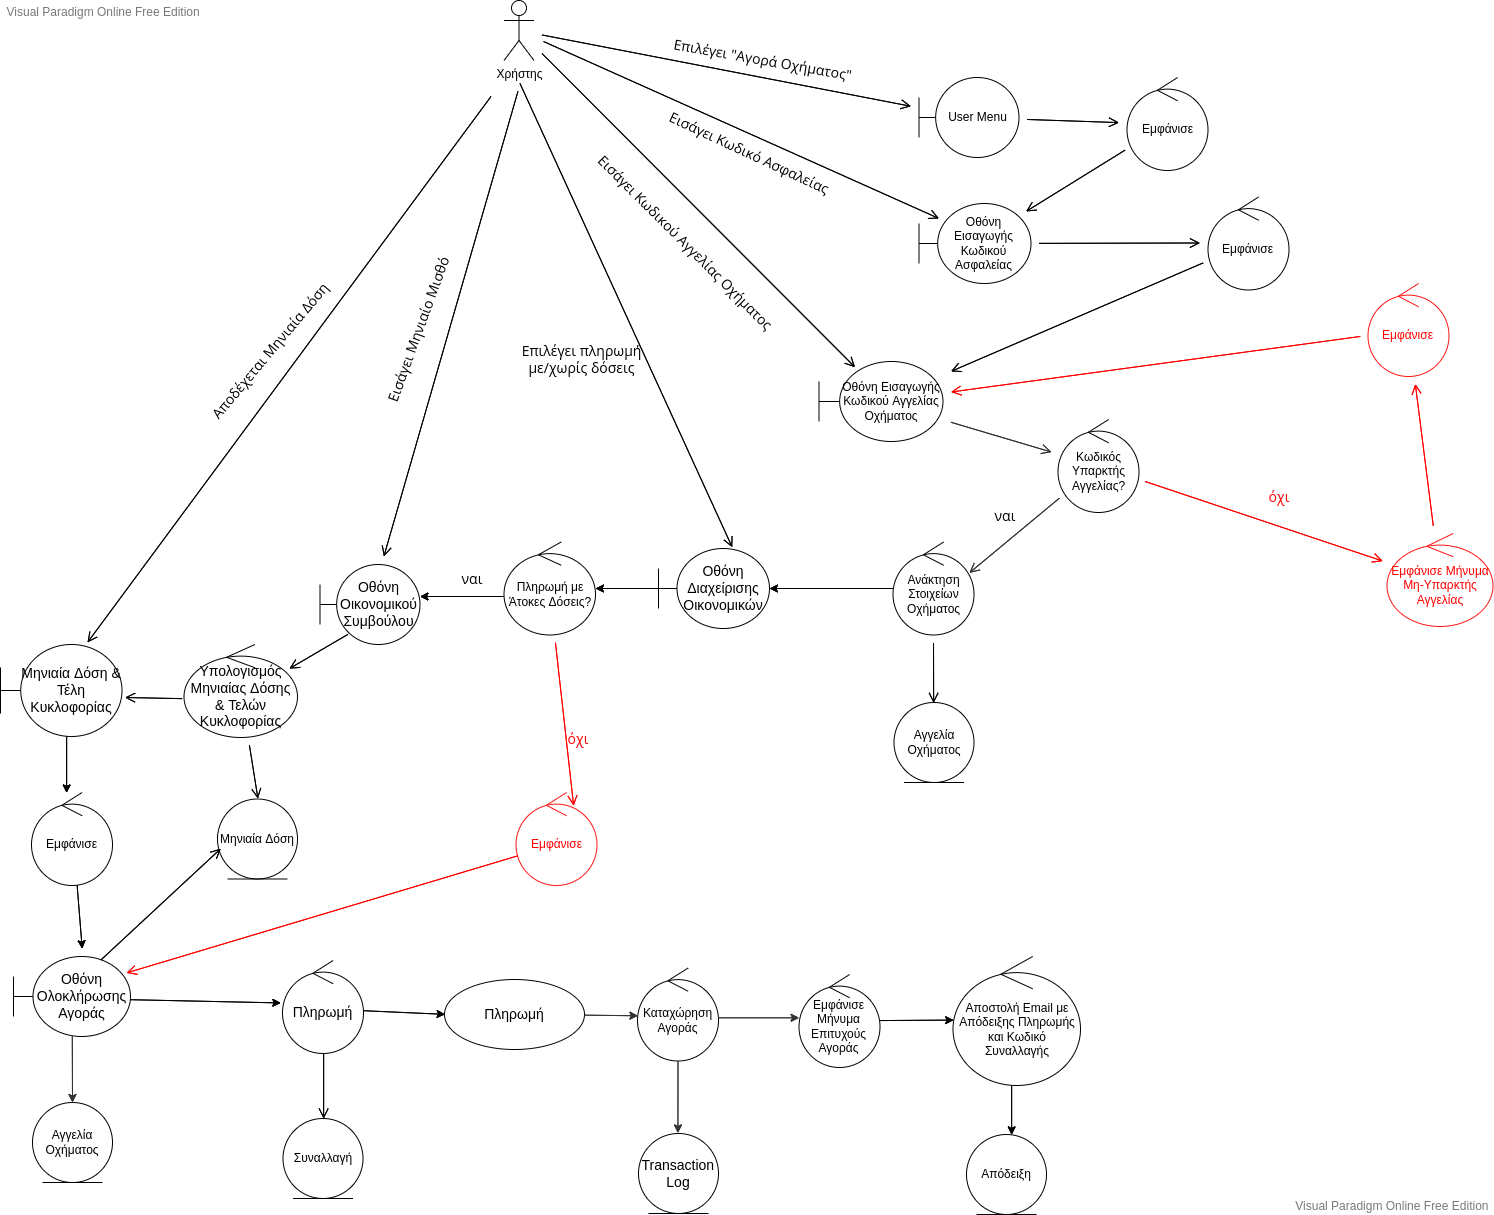 Visual Paradigm Online Free Edition
Χρήστης
Επιλέγει "Αγορά Οχήματος"
User Menu
Εμφάνισε
Εισάγει Κωδικό Ασφαλείας
Οθόνη
Εισαγωγής
Κωδικού
Ασφαλείας
Εμφάνισε
Εισάγει Κωδικού Αγγελίας Οχήματος
Εμφάνισε
Αποδέχεται Μηνιαία Δόση
Εισάγει Μηνιαίο Μισθό
Επιλέγει πληρωμή
με/χωρίς δόσεις
Οθόνη Εισαγωγής
Κωδικού Αγγελίας
Οχήματος
Κωδικός
Υπαρκτής
Αγγελίας?
όχι
ναι
Εμφάνισε Μήνυμα
Μη-Υπαρκτής
Αγγελίας
Ανάκτηση
Στοιχείων
Οχήματος
Οθόνη
Διαχείρισης
Οικονομικών
Πληρωμή με
Άτοκες Δόσεις?
ναι
Οθόνη
Οικονομικού
Συμβούλου
Υπολογισμός
Μηνιαίας Δόσης
& Τελών
Κυκλοφορίας
Μηνιαία Δόση &
Τέλη
Κυκλοφορίας
όχι
Αγγελία
Οχήματος
Εμφάνισε
Μηνιαία Δόση
Εμφάνισε
Οθόνη
Ολοκλήρωσης
Αγοράς
Πληρωμή
Πληρωμή
Καταχώρηση
Αγοράς
Εμφάνισε
Μήνυμα
Επιτυχούς
Αγοράς
Αποστολή Email με
Απόδειξης Πληρωμής
και Κωδικό
Συναλλαγής
Αγγελία
Οχήματος
Συναλλαγή
Transaction
Log
Απόδειξη
Visual Paradigm Online Free Edition